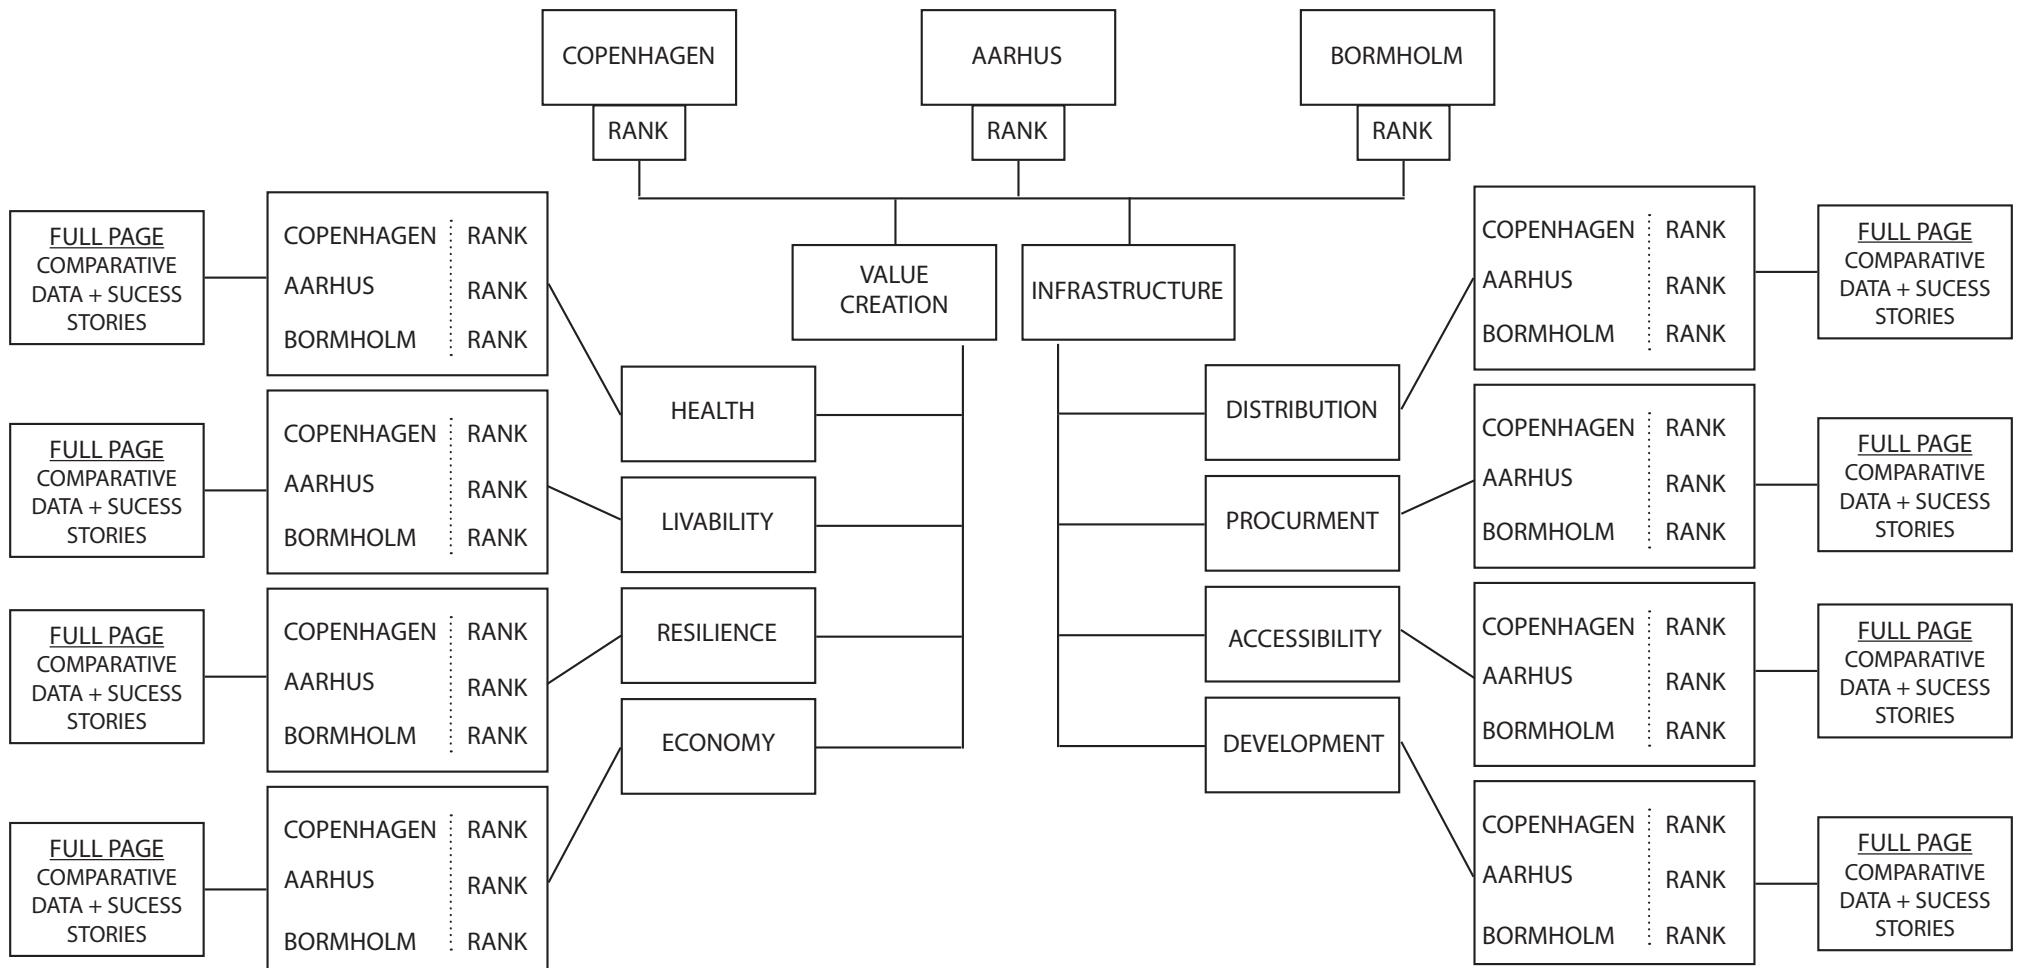 COPENHAGEN
RANK
AARHUS
RANK
BORMHOLM
RANK
VALUE
CREATION
INFRASTRUCTURE
HEALTH
COPENHAGEN RANK
AARHUS RANK
BORMHOLM RANK
FULL PAGE
COMPARATIVE
DATA + SUCESS
STORIES
LIVABILITY
COPENHAGEN RANK
AARHUS RANK
BORMHOLM RANK
FULL PAGE
COMPARATIVE
DATA + SUCESS
STORIES
RESILIENCE
COPENHAGEN RANK
AARHUS RANK
BORMHOLM RANK
FULL PAGE
COMPARATIVE
DATA + SUCESS
STORIES
ECONOMY
COPENHAGEN RANK
AARHUS RANK
BORMHOLM RANK
FULL PAGE
COMPARATIVE
DATA + SUCESS
STORIES
DISTRIBUTION
COPENHAGEN RANK
AARHUS RANK
BORMHOLM RANK
FULL PAGE
COMPARATIVE
DATA + SUCESS
STORIES
PROCURMENT
COPENHAGEN RANK
AARHUS RANK
BORMHOLM RANK
FULL PAGE
COMPARATIVE
DATA + SUCESS
STORIES
ACCESSIBILITY
COPENHAGEN RANK
AARHUS RANK
BORMHOLM RANK
FULL PAGE
COMPARATIVE
DATA + SUCESS
STORIES
DEVELOPMENT
COPENHAGEN RANK
AARHUS RANK
BORMHOLM RANK
FULL PAGE
COMPARATIVE
DATA + SUCESS
STORIES